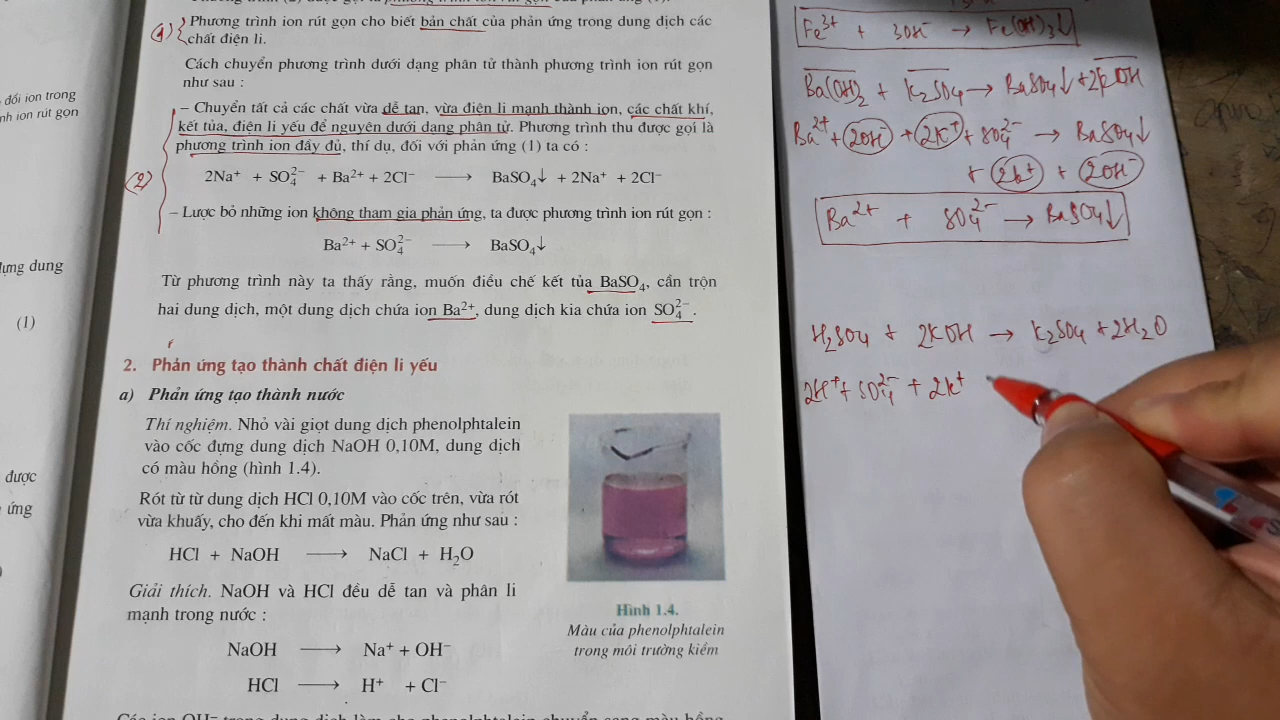 (1)
Phương trình ion rút gọn cho biết bản chất của phản ứng trong dung dịch các
chất điện li.
Cách chuyển phương trình dưới dạng phân tử thành phương trình ion rút gọn
như sau :
(2)
– Chuyển tất cả các chất vừa dễ tan, vừa điện li mạnh thành ion, các chất khí,
kết tủa, điện li yếu để nguyên dưới dạng phân tử. Phương trình thu được gọi là
phương trình ion đầy đủ, thí dụ, đối với phản ứng (1) ta có :
2Na⁺ + SO₄²⁻ + Ba²⁺ + 2Cl⁻ ⟶ BaSO₄↓ + 2Na⁺ + 2Cl⁻
– Lược bỏ những ion không tham gia phản ứng, ta được phương trình ion rút gọn :
Ba²⁺ + SO₄²⁻ ⟶ BaSO₄↓
Từ phương trình này ta thấy rằng, muốn điều chế kết tủa BaSO₄, cần trộn
hai dung dịch, một dung dịch chứa ion Ba²⁺, dung dịch kia chứa ion SO₄²⁻.
2. Phản ứng tạo thành chất điện li yếu
a) Phản ứng tạo thành nước
Thí nghiệm. Nhỏ vài giọt dung dịch phenolphtalein
vào cốc đựng dung dịch NaOH 0,10M, dung dịch
có màu hồng (hình 1.4).
Rót từ từ dung dịch HCl 0,10M vào cốc trên, vừa rót
vừa khuấy, cho đến khi mất màu. Phản ứng như sau :
HCl + NaOH ⟶ NaCl + H₂O
Giải thích. NaOH và HCl đều dễ tan và phân li
mạnh trong nước :
NaOH ⟶ Na⁺ + OH⁻
HCl ⟶ H⁺ + Cl⁻
Hình 1.4.
Màu của phenolphtalein
trong môi trường kiềm
đổi ion trong
ion rút gọn
dung
(1)
được
ứng
Fe³⁺ + 3OH⁻ → Fe(OH)₃↓
Ba(OH)₂ + K₂SO₄ → BaSO₄↓ + 2KOH
Ba²⁺ + 2OH⁻ + 2K⁺ + SO₄²⁻ → BaSO₄↓
+ 2K⁺ + 2OH⁻
Ba²⁺ + SO₄²⁻ → BaSO₄↓
H₂SO₄ + 2KOH → K₂SO₄ + 2H₂O
2H⁺ + SO₄²⁻ + 2K⁺